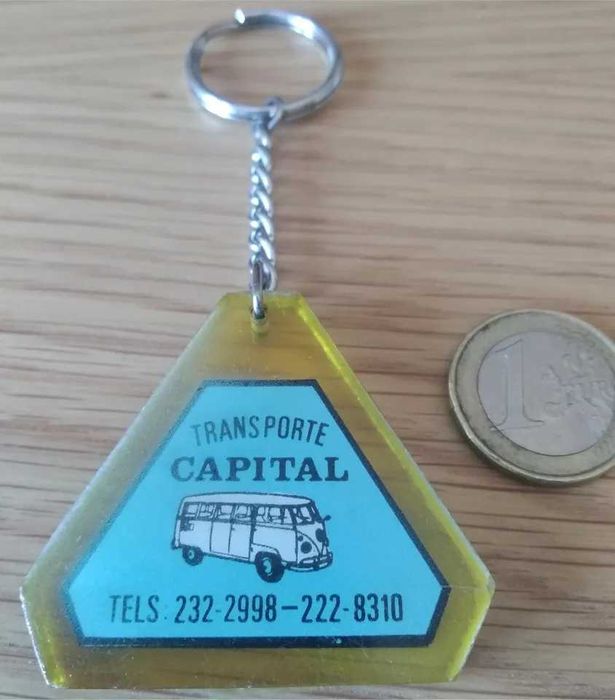 TRANSPORTE
CAPITAL
TELS: 232-2998-222-8310
1